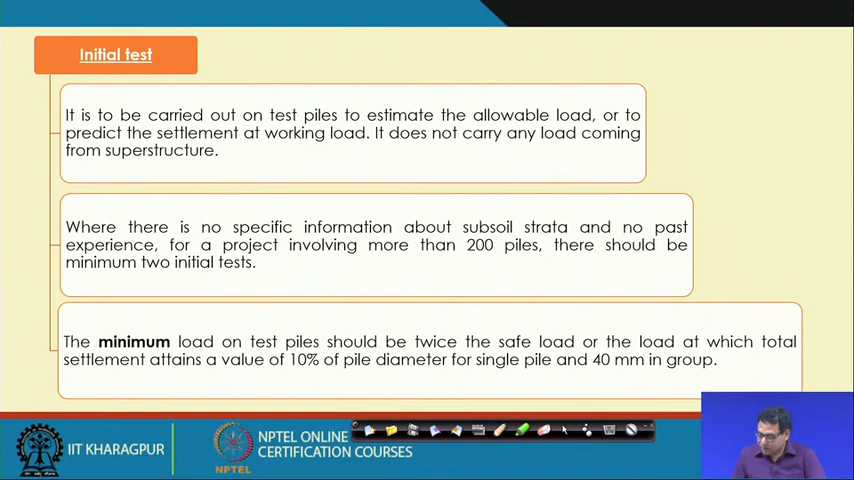 Initial test
It is to be carried out on test piles to estimate the allowable load, or to
predict the settlement at working load. It does not carry any load coming
from superstructure.
Where there is no specific information about subsoil strata and no past
experience, for a project involving more than 200 piles, there should be
minimum two initial tests.
The minimum load on test piles should be twice the safe load or the load at which total
settlement attains a value of 10% of pile diameter for single pile and 40 mm in group.
IIT KHARAGPUR
NPTEL
NPTEL ONLINE
CERTIFICATION COURSES